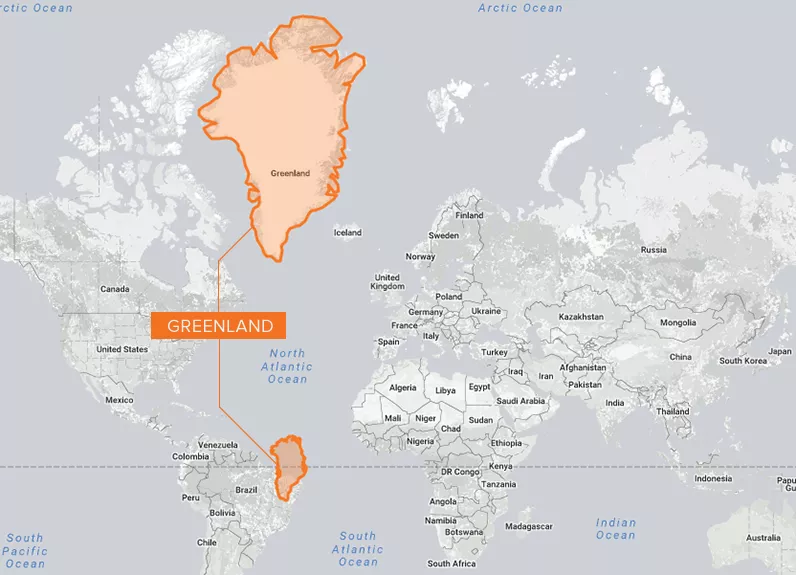 rctic Ocean
Arctic Ocean
Greenland
Iceland
Finland
Sweden
Norway
Russia
Canada
United
Kingdom
Poland
Germany
Ukraine
Kazakhstan
GREENLAND
France
Italy
Mongolia
Spain
United States
North
Atlantic
Ocean
Turkey
China
Japan
South Korea
Iraq
Iran
Afghanistan
Pakistan
Algeria
Libya
Egypt
Saudi Arabia
Mexico
India
Thailand
Mali
Niger
Sudan
Chad
Venezuela
Nigeria
Ethiopia
Colombia
Kenya
DR Congo
Indonesia
Papu
Gu
Tanzania
Brazil
Peru
Angola
Bolivia
Namibia
Madagascar
Botswana
Indian
Ocean
South
Pacific
Ocean
Chile
South
Atlantic
Ocean
Australia
South Africa